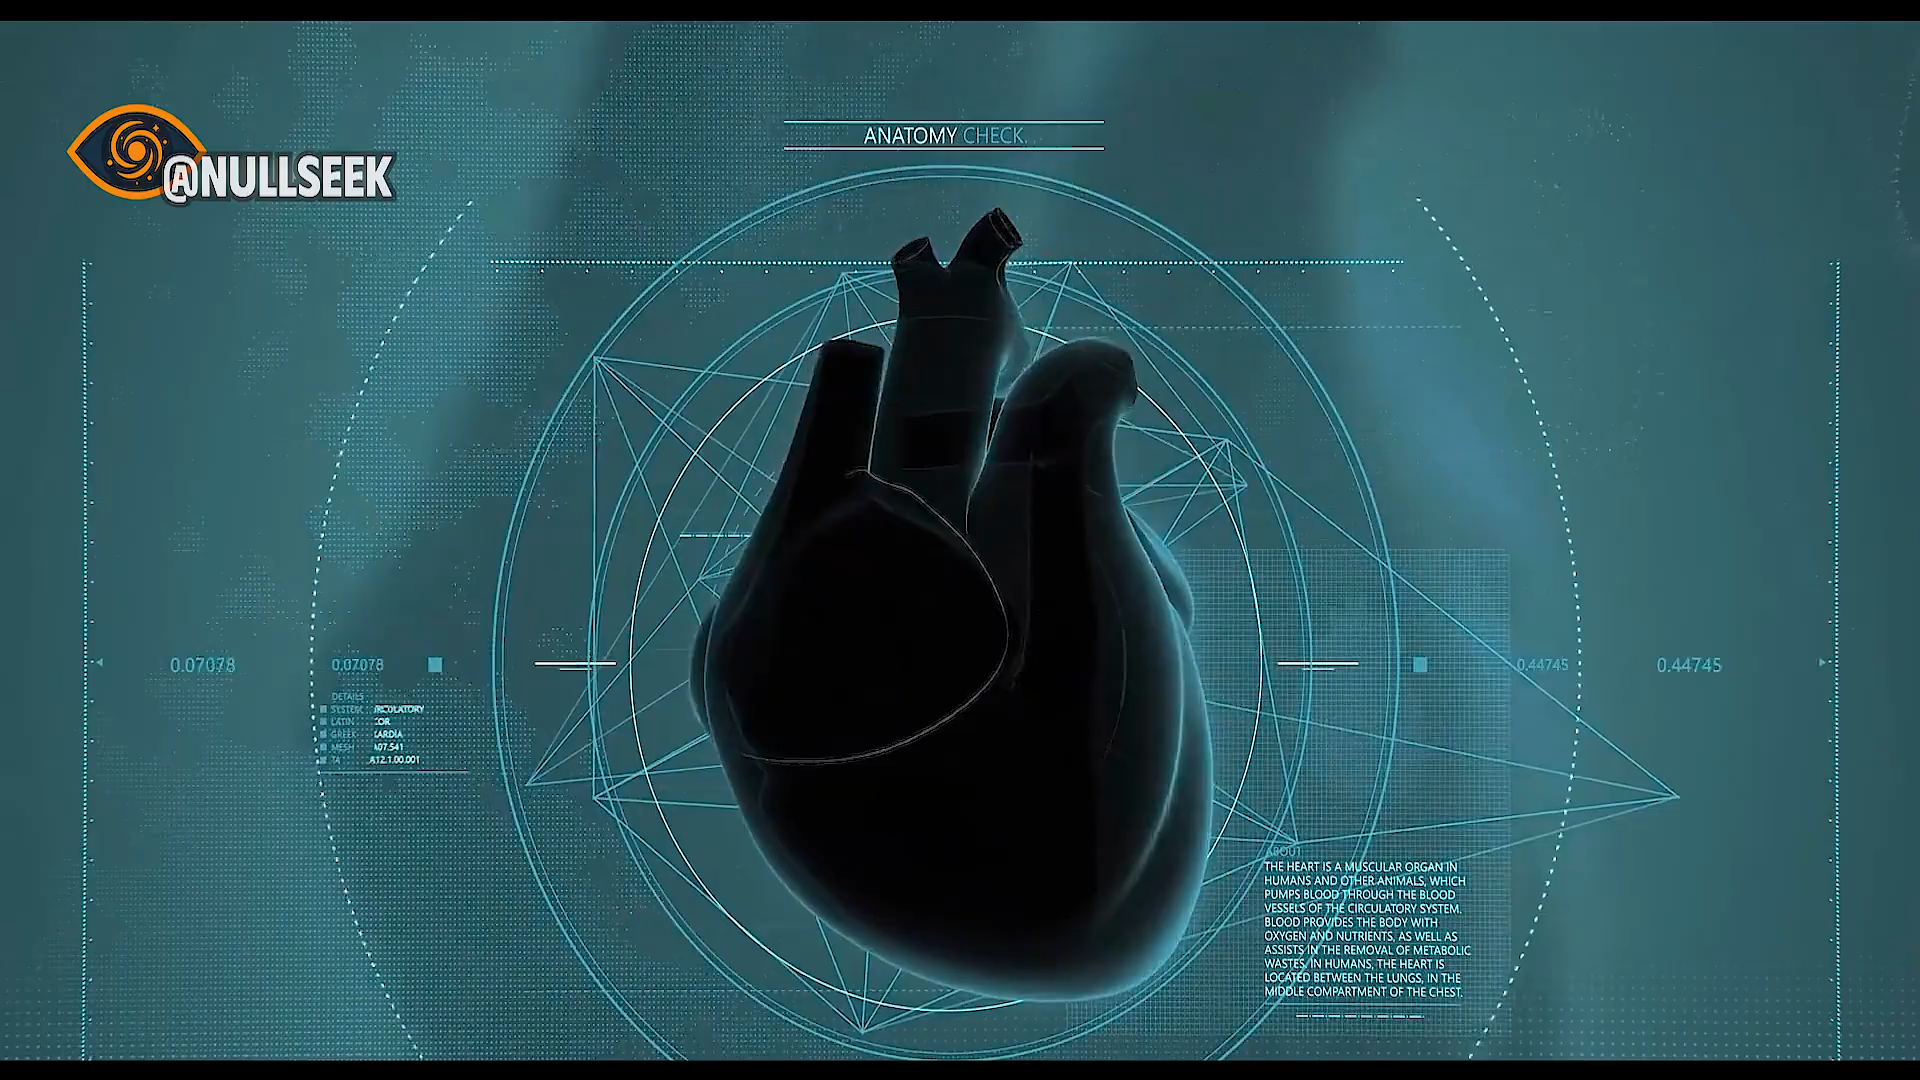 ANATOMY CHECK.
@NULLSEEK
0.07078
0.07078
0.44745
0.44745
DETAILS
SYSTEM
LATIN
GREEK
MESH A07.541
TA A12.1.00.001
ABOUT
THE HEART IS A MUSCULAR ORGAN IN
HUMANS AND OTHER ANIMALS, WHICH
PUMPS BLOOD THROUGH THE BLOOD
VESSELS OF THE CIRCULATORY SYSTEM.
BLOOD PROVIDES THE BODY WITH
OXYGEN AND NUTRIENTS, AS WELL AS
ASSISTS IN THE REMOVAL OF METABOLIC
WASTES. IN HUMANS, THE HEART IS
LOCATED BETWEEN THE LUNGS, IN THE
MIDDLE COMPARTMENT OF THE CHEST.